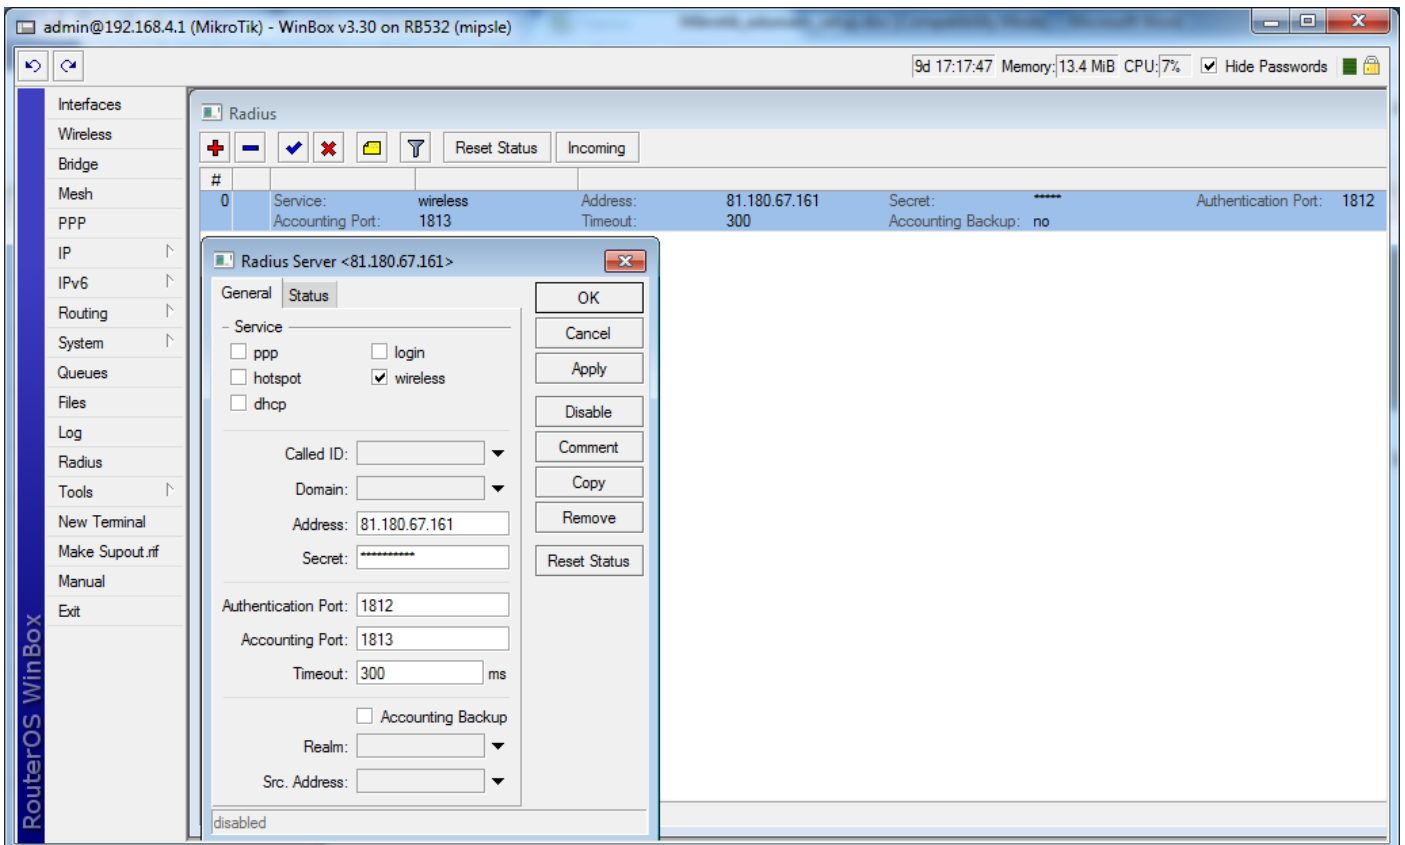 admin@192.168.4.1 (MikroTik) - WinBox v3.30 on RB532 (mipsle)
9d 17:17:47 Memory: 13.4 MiB CPU: 7% Hide Passwords
Interfaces
Wireless
Bridge
Mesh
PPP
IP
IPv6
Routing
System
Queues
Files
Log
Radius
Tools
New Terminal
Make Supout.rif
Manual
Exit
RouterOS WinBox
Radius
Reset Status Incoming
#
0 Service: wireless Address: 81.180.67.161 Secret: ***** Authentication Port: 1812
Accounting Port: 1813 Timeout: 300 Accounting Backup: no
Radius Server <81.180.67.161>
General Status
Service
ppp login
hotspot wireless
dhcp
Called ID:
Domain:
Address: 81.180.67.161
Secret: **********
Authentication Port: 1812
Accounting Port: 1813
Timeout: 300 ms
Accounting Backup
Realm:
Src. Address:
OK
Cancel
Apply
Disable
Comment
Copy
Remove
Reset Status
disabled